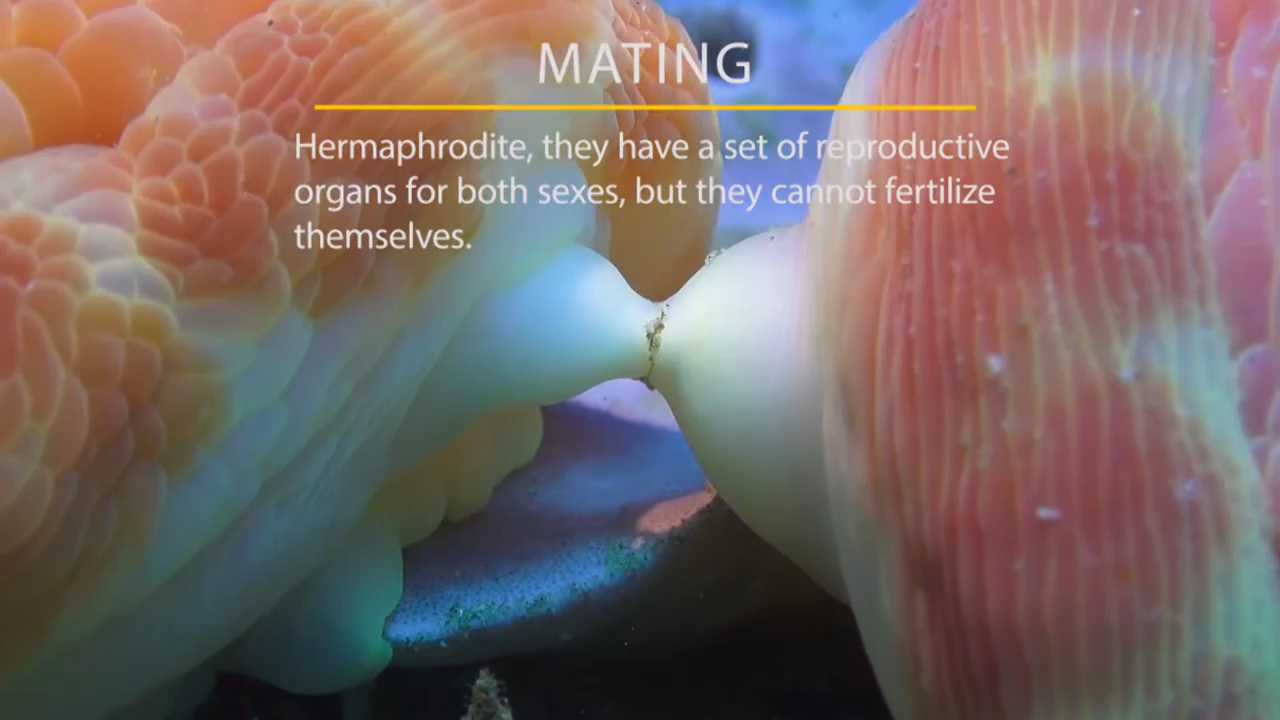 MATING
Hermaphrodite, they have a set of reproductive
organs for both sexes, but they cannot fertilize
themselves.